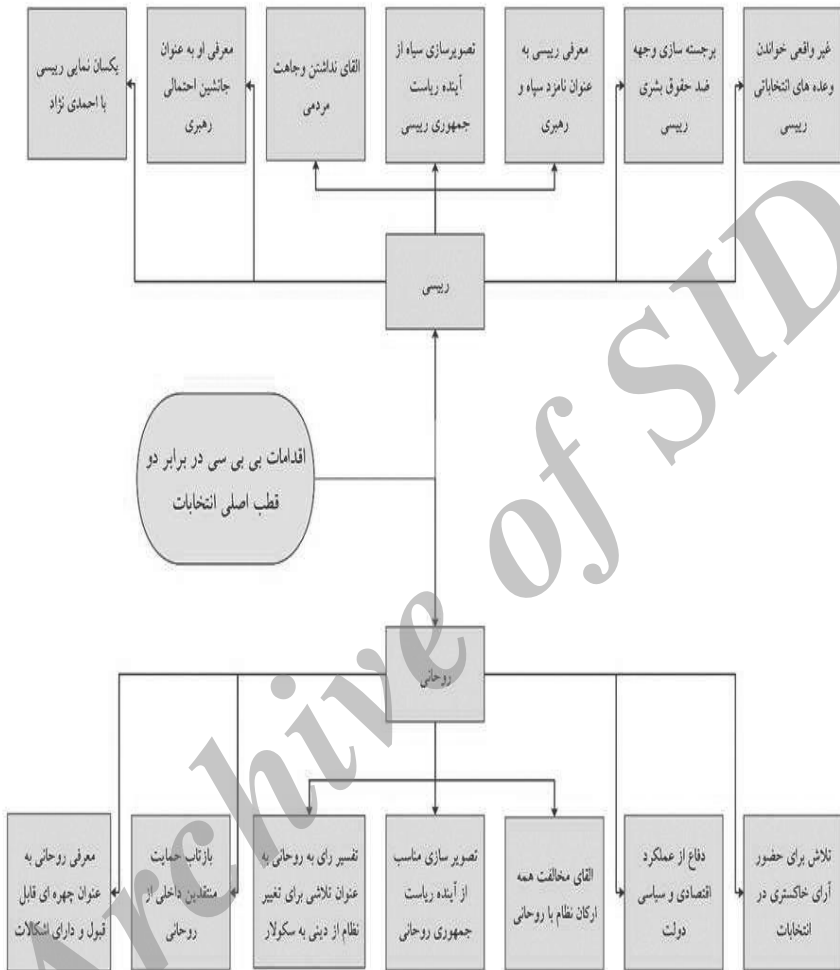 غیر واقعی خواندن
وعده های انتخاباتی
رییسی
برجسته سازی وجهه
ضد حقوق بشری
رییسی
معرفی رییسی به
عنوان نامزد سپاه و
رهبری
تصویرسازی سیاه از
آینده ریاست
جمهوری رییسی
القای نداشتن وجاهت
مردمی
معرفی او به عنوان
جانشین احتمالی
رهبری
یکسان نمایی رییسی
با احمدی نژاد
رییسی
اقدامات بی بی سی در برابر دو
قطب اصلی انتخابات
روحانی
تلاش برای حضور
آرای خاکستری در
انتخابات
دفاع از عملکرد
اقتصادی و سیاسی
دولت
القای مخالفت همه
ارکان نظام با روحانی
تصویر سازی مناسب
از آینده ریاست
جمهوری روحانی
تفسیر رای به روحانی به
عنوان تلاشی برای تغییر
نظام از دینی به سکولار
بازتاب حمایت
منتقدین داخلی از
روحانی
معرفی روحانی به
عنوان چهره ای قابل
قبول و دارای اشکالات
Archive of SID